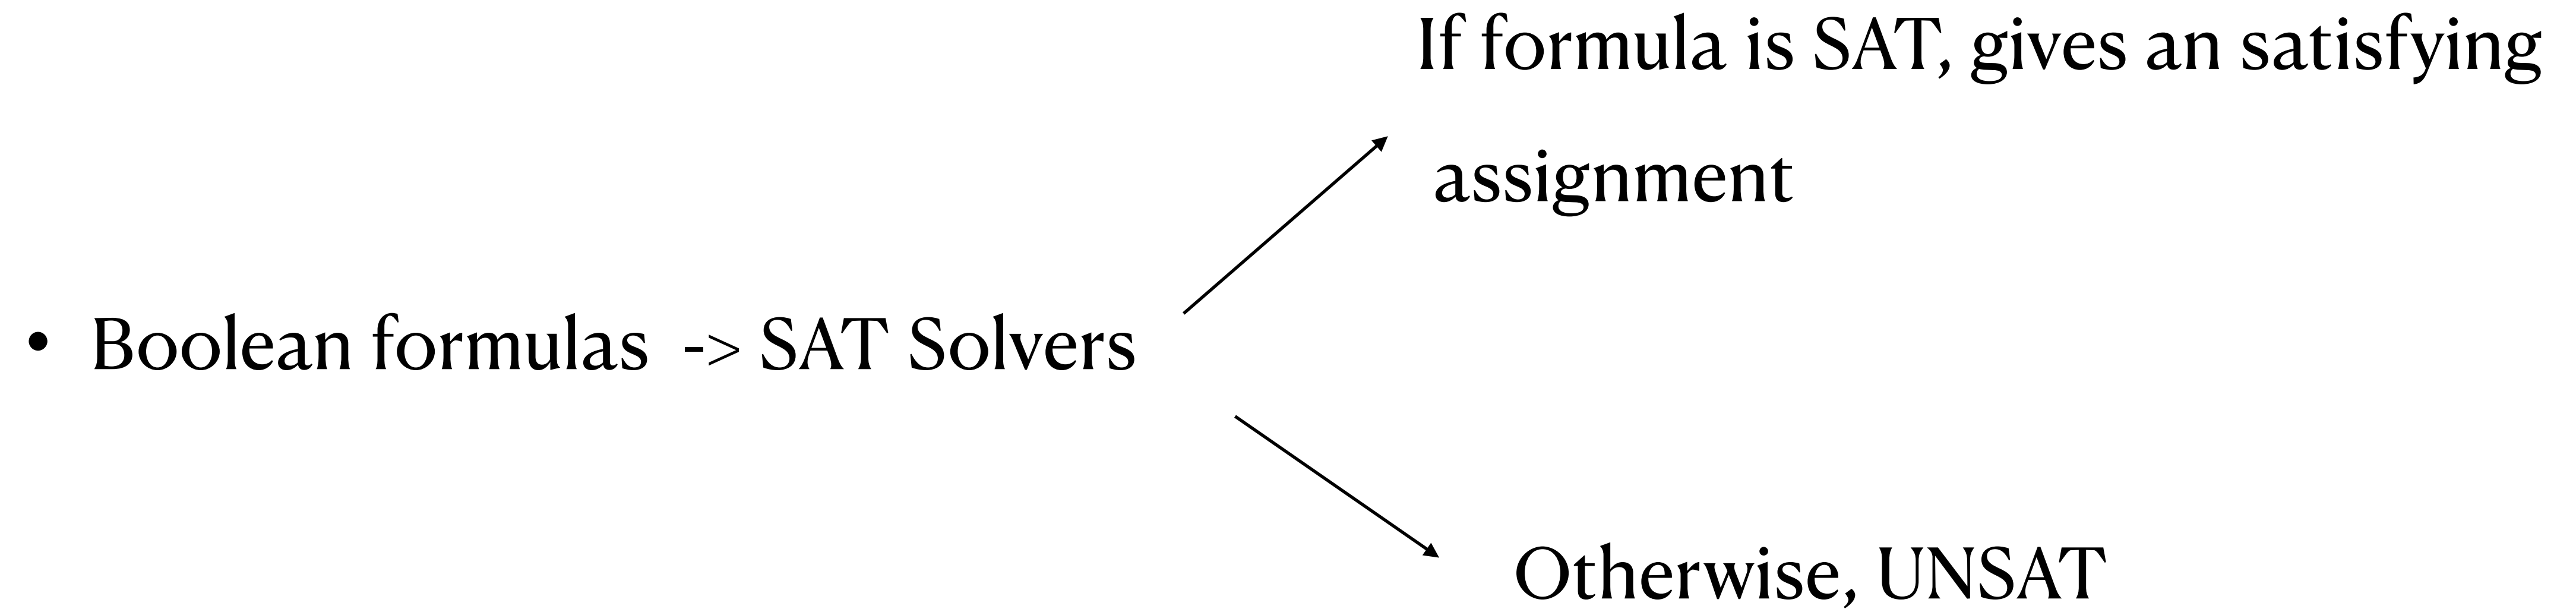 If formula is SAT, gives an satisfying
assignment
• Boolean formulas -> SAT Solvers
Otherwise, UNSAT